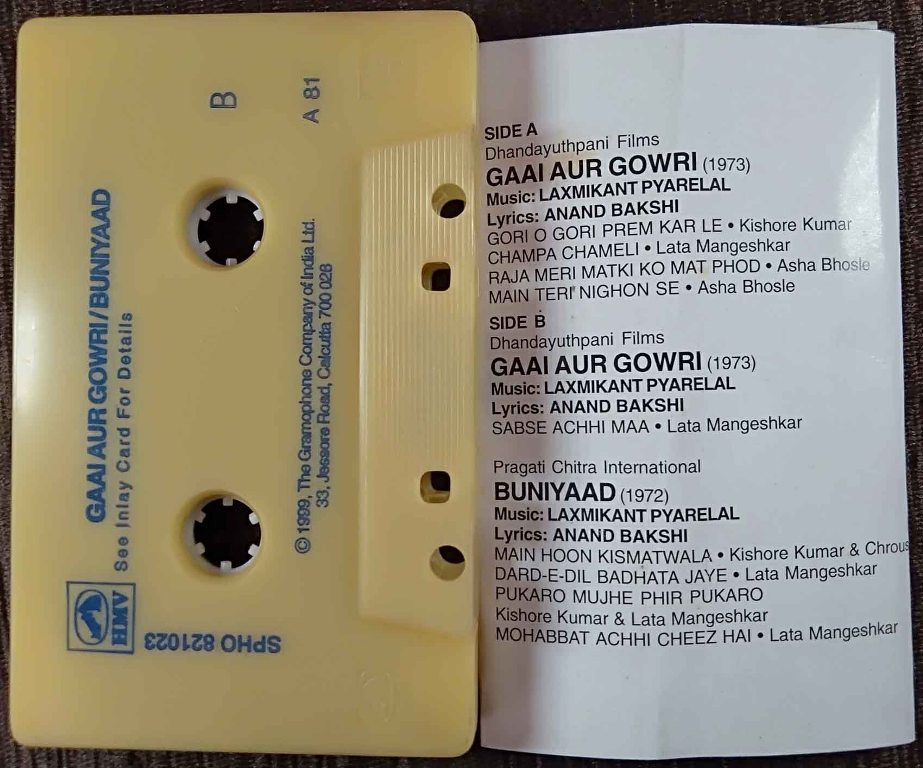 B
A 81
GAAI AUR GOWRI/BUNIYAAD
See Inlay Card For Details
© 1999, The Gramophone Company of India Ltd.
33, Jessore Road, Calcutta 700 028
HMV
SPHO 821023
SIDE A
Dhandayuthpani Films
GAAI AUR GOWRI (1973)
Music: LAXMIKANT PYARELAL
Lyrics: ANAND BAKSHI
GORI O GORI PREM KAR LE • Kishore Kumar
CHAMPA CHAMELI • Lata Mangeshkar
RAJA MERI MATKI KO MAT PHOD • Asha Bhosle
MAIN TERI NIGHON SE • Asha Bhosle
SIDE B
Dhandayuthpani Films
GAAI AUR GOWRI (1973)
Music: LAXMIKANT PYARELAL
Lyrics: ANAND BAKSHI
SABSE ACHHI MAA • Lata Mangeshkar
Pragati Chitra International
BUNIYAAD (1972)
Music: LAXMIKANT PYARELAL
Lyrics: ANAND BAKSHI
MAIN HOON KISMATWALA • Kishore Kumar & Chrous
DARD-E-DIL BADHATA JAYE • Lata Mangeshkar
PUKARO MUJHE PHIR PUKARO
Kishore Kumar & Lata Mangeshkar
MOHABBAT ACHHI CHEEZ HAI • Lata Mangeshkar